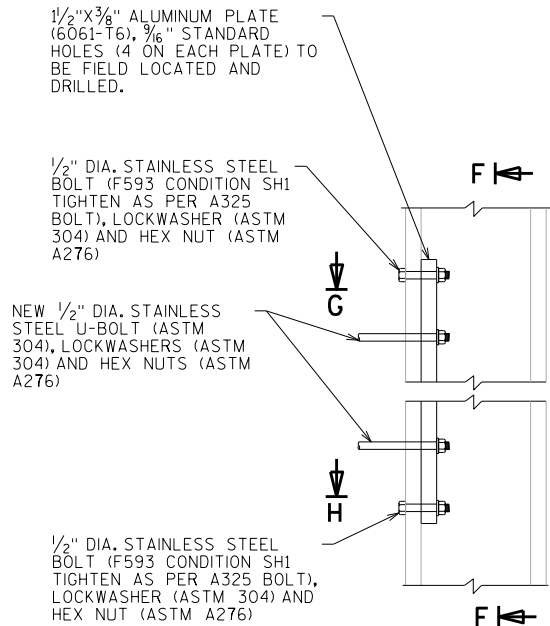 1 1/2"X3/8" ALUMINUM PLATE
(6061-T6), 9/16" STANDARD
HOLES (4 ON EACH PLATE) TO
BE FIELD LOCATED AND
DRILLED.
1/2" DIA. STAINLESS STEEL
BOLT (F593 CONDITION SH1
TIGHTEN AS PER A325
BOLT), LOCKWASHER (ASTM
304) AND HEX NUT (ASTM
A276)
F
G
NEW 1/2" DIA. STAINLESS
STEEL U-BOLT (ASTM
304), LOCKWASHERS (ASTM
304) AND HEX NUTS (ASTM
A276)
H
1/2" DIA. STAINLESS STEEL
BOLT (F593 CONDITION SH1
TIGHTEN AS PER A325 BOLT),
LOCKWASHER (ASTM 304) AND
HEX NUT (ASTM A276)
F